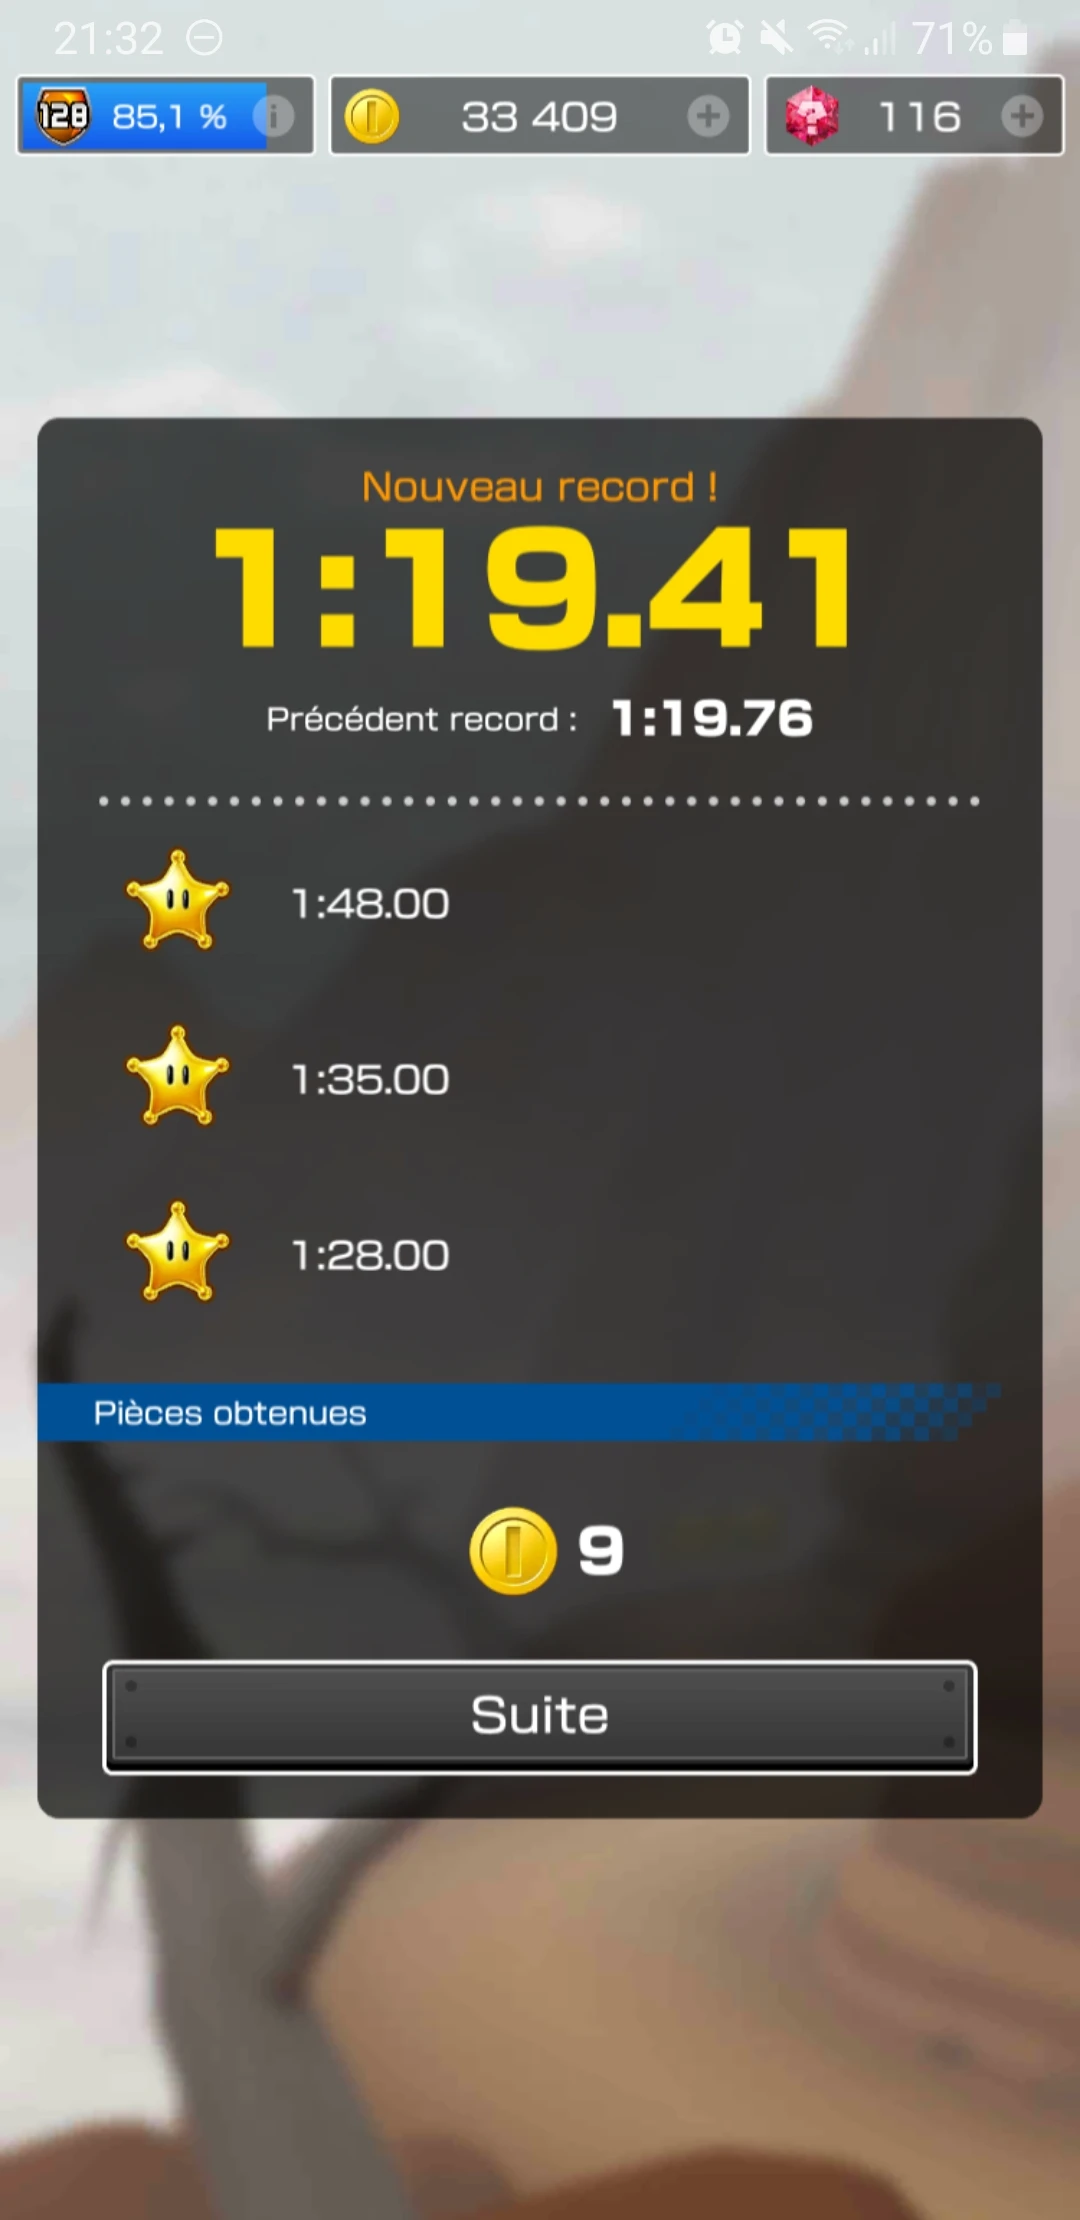 21:32 71%
128 85,1 % i 33 409 + 116 +
Nouveau record !
1:19.41
Précédent record : 1:19.76
1:48.00
1:35.00
1:28.00
Pièces obtenues
9
Suite